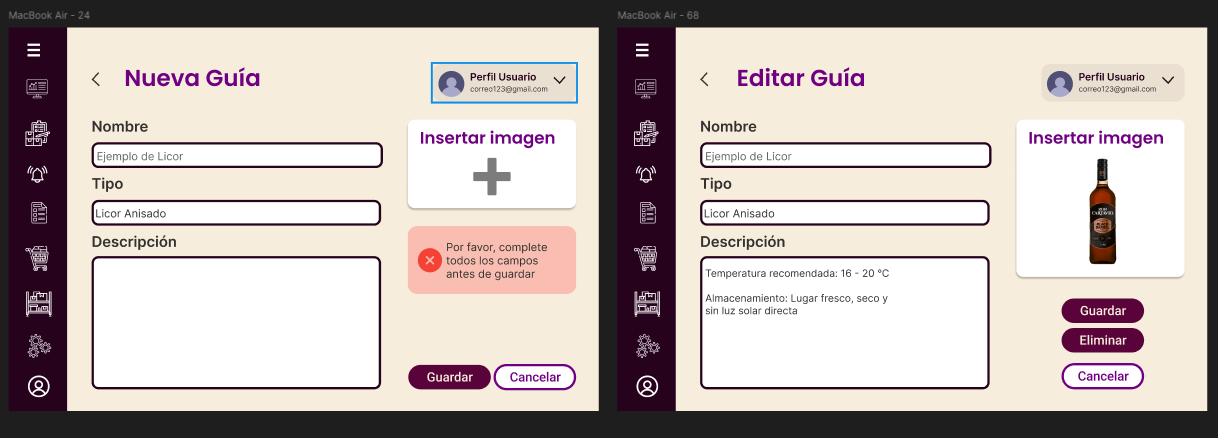 MacBook Air - 24
Nueva Guía
Perfil Usuario
correo123@gmail.com
Nombre
Ejemplo de Licor
Tipo
Licor Anisado
Descripción
Insertar imagen
Por favor, complete
todos los campos
antes de guardar
Guardar
Cancelar
MacBook Air - 68
Editar Guía
Perfil Usuario
correo123@gmail.com
Nombre
Ejemplo de Licor
Tipo
Licor Anisado
Descripción
Temperatura recomendada: 16 - 20 °C
Almacenamiento: Lugar fresco, seco y
sin luz solar directa
Insertar imagen
RON
CARTAVIO
Guardar
Eliminar
Cancelar